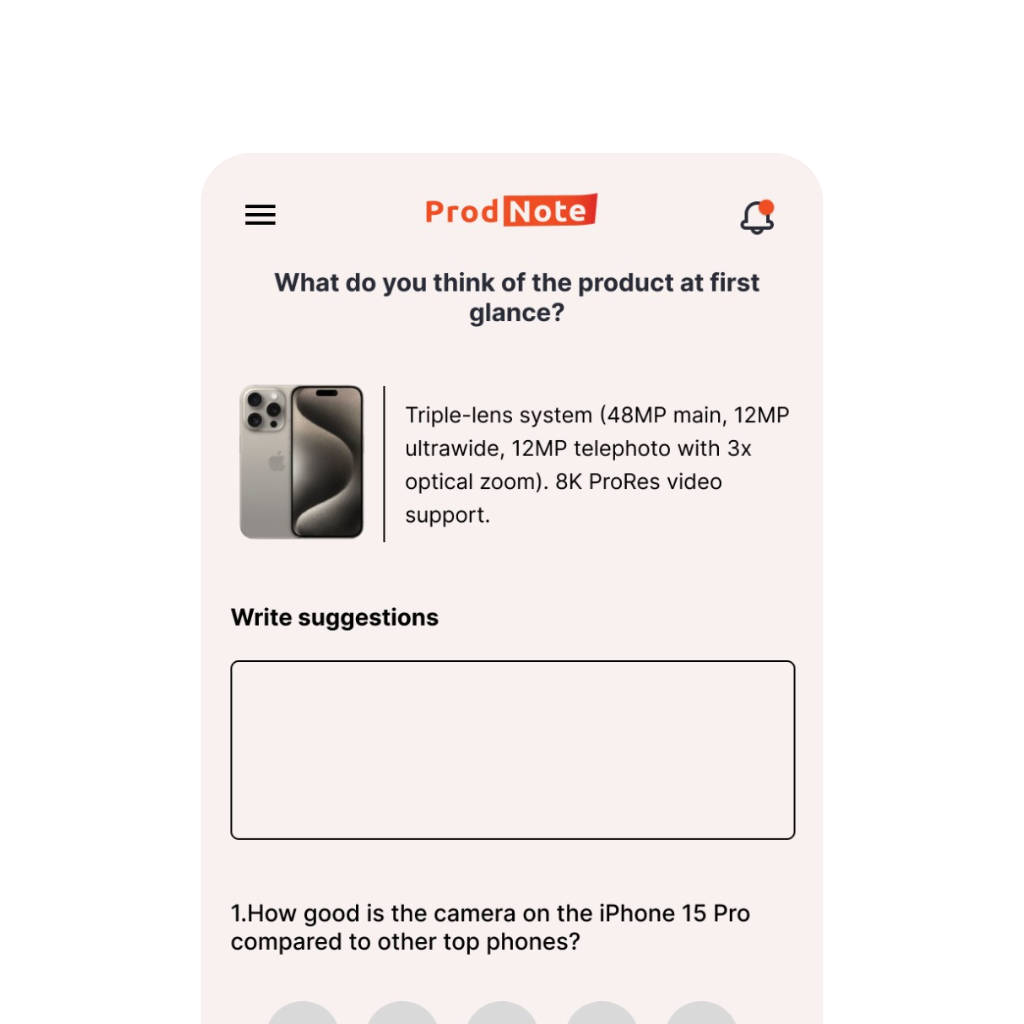 Prod Note
What do you think of the product at first
glance?
Triple-lens system (48MP main, 12MP
ultrawide, 12MP telephoto with 3x
optical zoom). 8K ProRes video
support.
Write suggestions
1.How good is the camera on the iPhone 15 Pro
compared to other top phones?